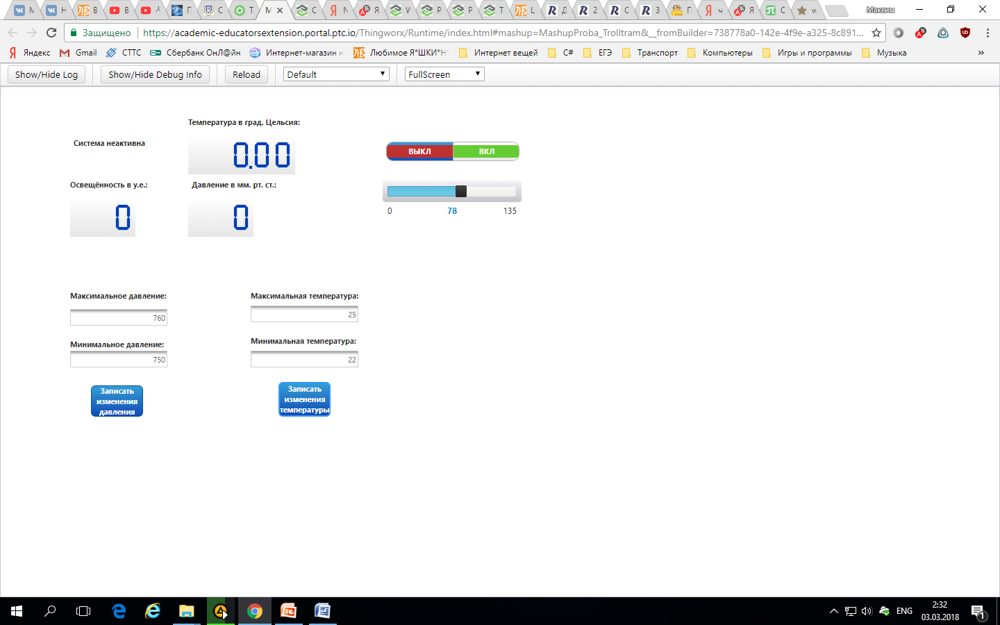 М Н В В Г С Т М С N Я V P P T L Д 2 С 3 П ч Я С w Максим
Защищено https://academic-educatorsextension.portal.ptc.io/Thingworx/Runtime/index.html#mashup=MashupProba_Trolltram&__fromBuilder=738778a0-142e-4f9e-a325-8c891...
Яндекс Gmail СТТС Сбербанк ОнЛ@йн Интернет-магазин Любимое Я*ШКИ*Н Интернет вещей C# ЕГЭ Транспорт Компьютеры Игры и программы Музыка »
Show/Hide Log Show/Hide Debug Info Reload Default FullScreen
Температура в град. Цельсия:
Система неактивна
0.00
ВЫКЛ ВКЛ
Освещённость в у.е.: Давление в мм. рт. ст.:
0 0
0 78 135
Максимальное давление: Максимальная температура:
760 25
Минимальное давление: Минимальная температура:
750 22
Записать
изменения
давления
Записать
изменения
температуры
ENG
2:32
03.03.2018
1